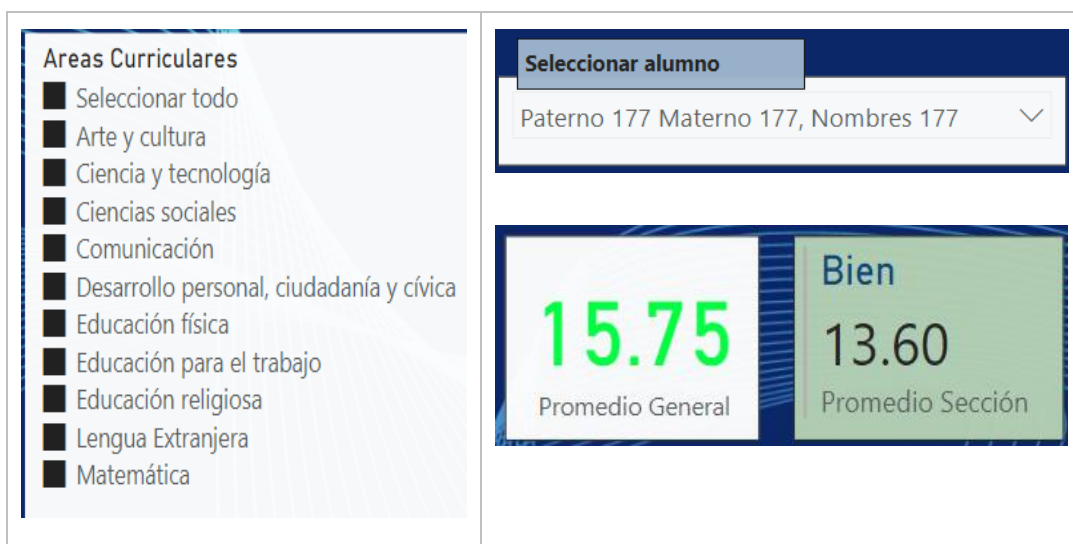 Areas Curriculares
Seleccionar todo
Arte y cultura
Ciencia y tecnología
Ciencias sociales
Comunicación
Desarrollo personal, ciudadanía y cívica
Educación física
Educación para el trabajo
Educación religiosa
Lengua Extranjera
Matemática
Seleccionar alumno
Paterno 177 Materno 177, Nombres 177
15.75
Promedio General
Bien
13.60
Promedio Sección